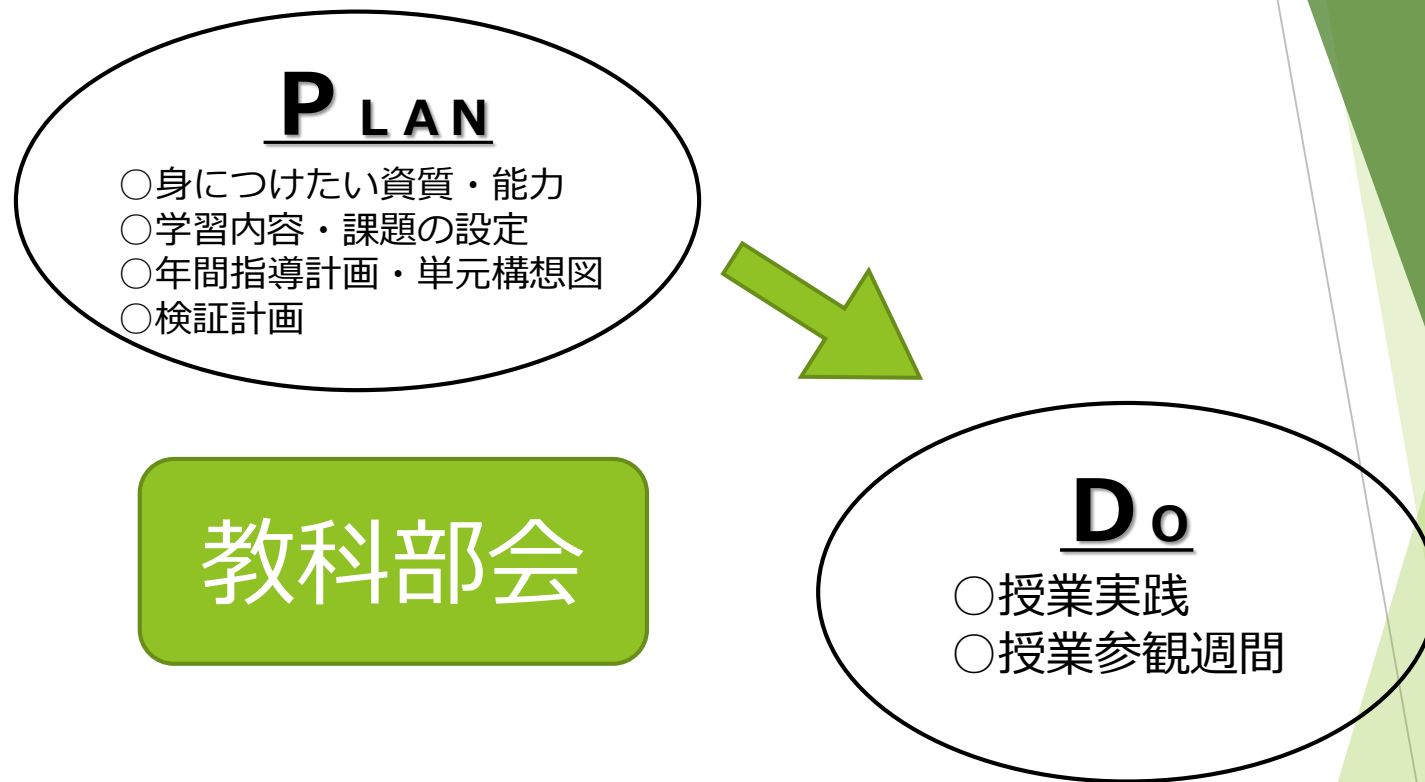 PLAN
○身につけたい資質・能力
○学習内容・課題の設定
○年間指導計画・単元構想図
○検証計画
教科部会
Do
○授業実践
○授業参観週間